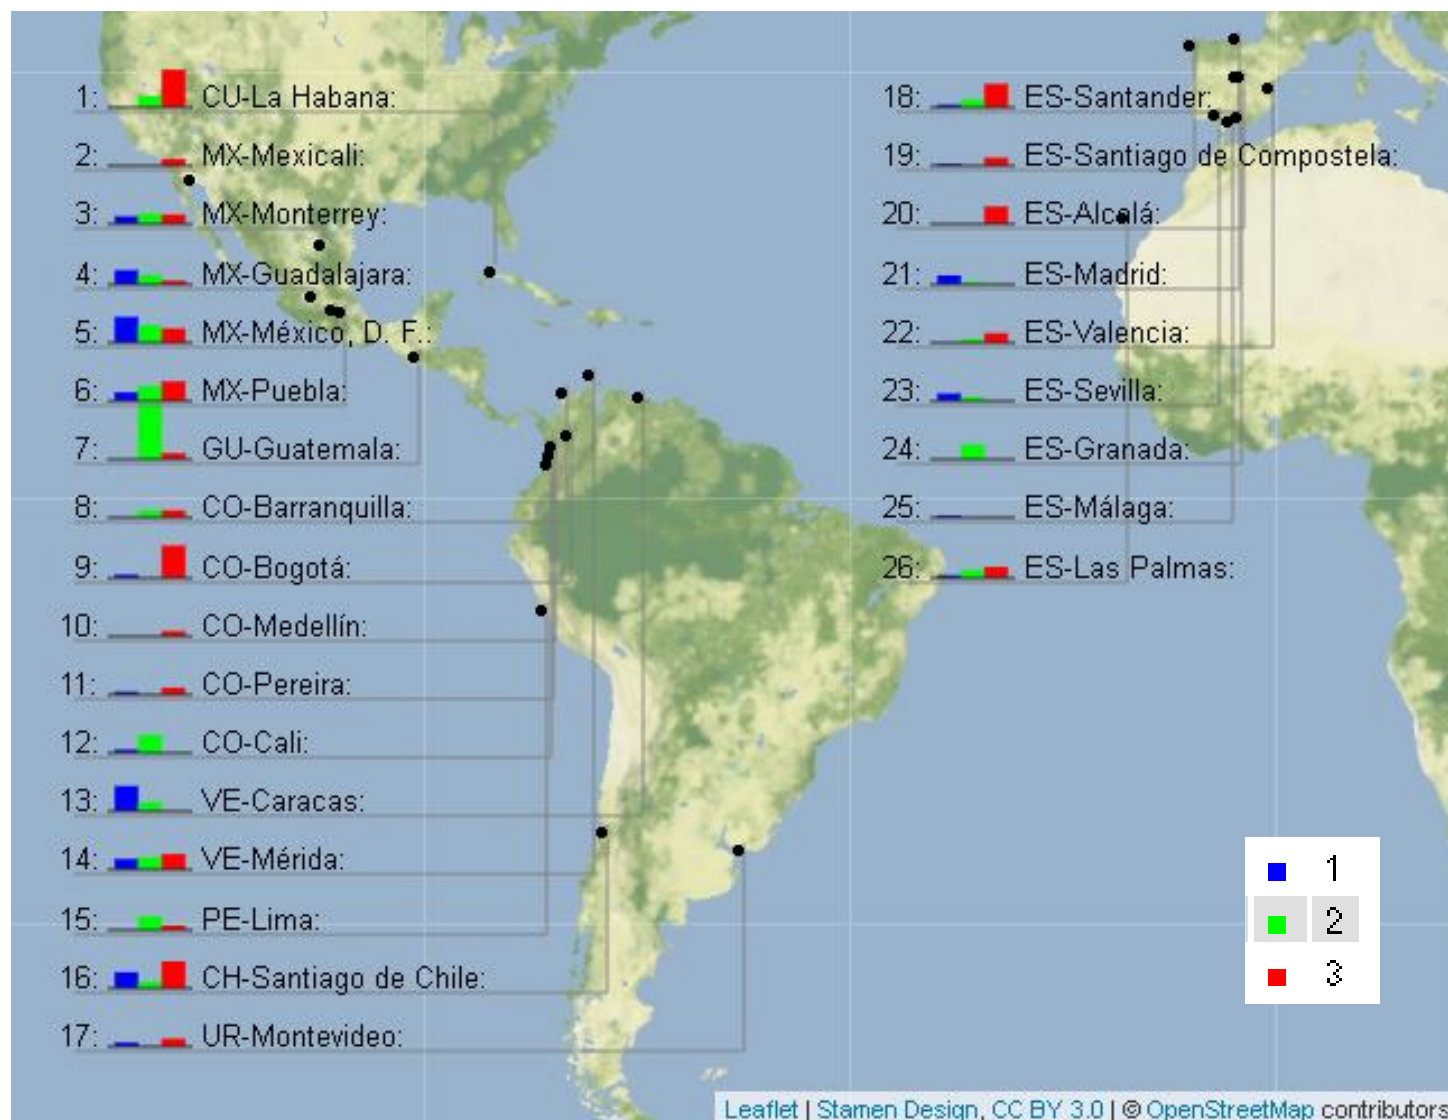 1: CU-La Habana:
2: MX-Mexicali:
3: MX-Monterrey:
4: MX-Guadalajara:
5: MX-México, D. F.:
6: MX-Puebla:
7: GU-Guatemala:
8: CO-Barranquilla:
9: CO-Bogotá:
10: CO-Medellín:
11: CO-Pereira:
12: CO-Cali:
13: VE-Caracas:
14: VE-Mérida:
15: PE-Lima:
16: CH-Santiago de Chile:
17: UR-Montevideo:
18: ES-Santander:
19: ES-Santiago de Compostela:
20: ES-Alcalá:
21: ES-Madrid:
22: ES-Valencia:
23: ES-Sevilla:
24: ES-Granada:
25: ES-Málaga:
26: ES-Las Palmas:
1
2
3
Leaflet | Stamen Design, CC BY 3.0 | © OpenStreetMap contributors